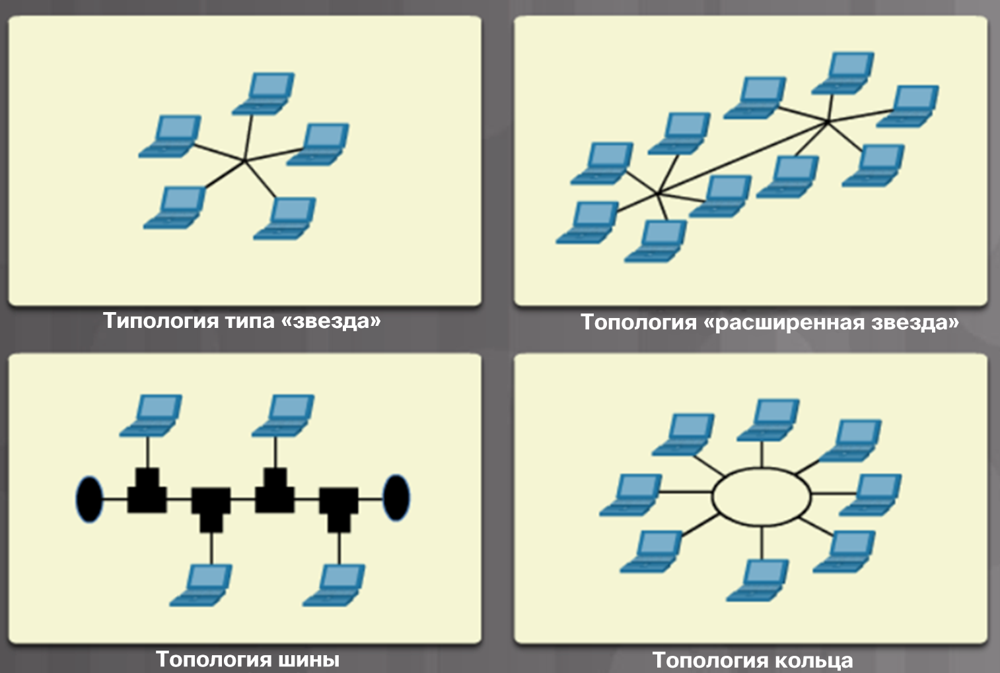 Типология типа «звезда»
Топология «расширенная звезда»
Топология шины
Топология кольца